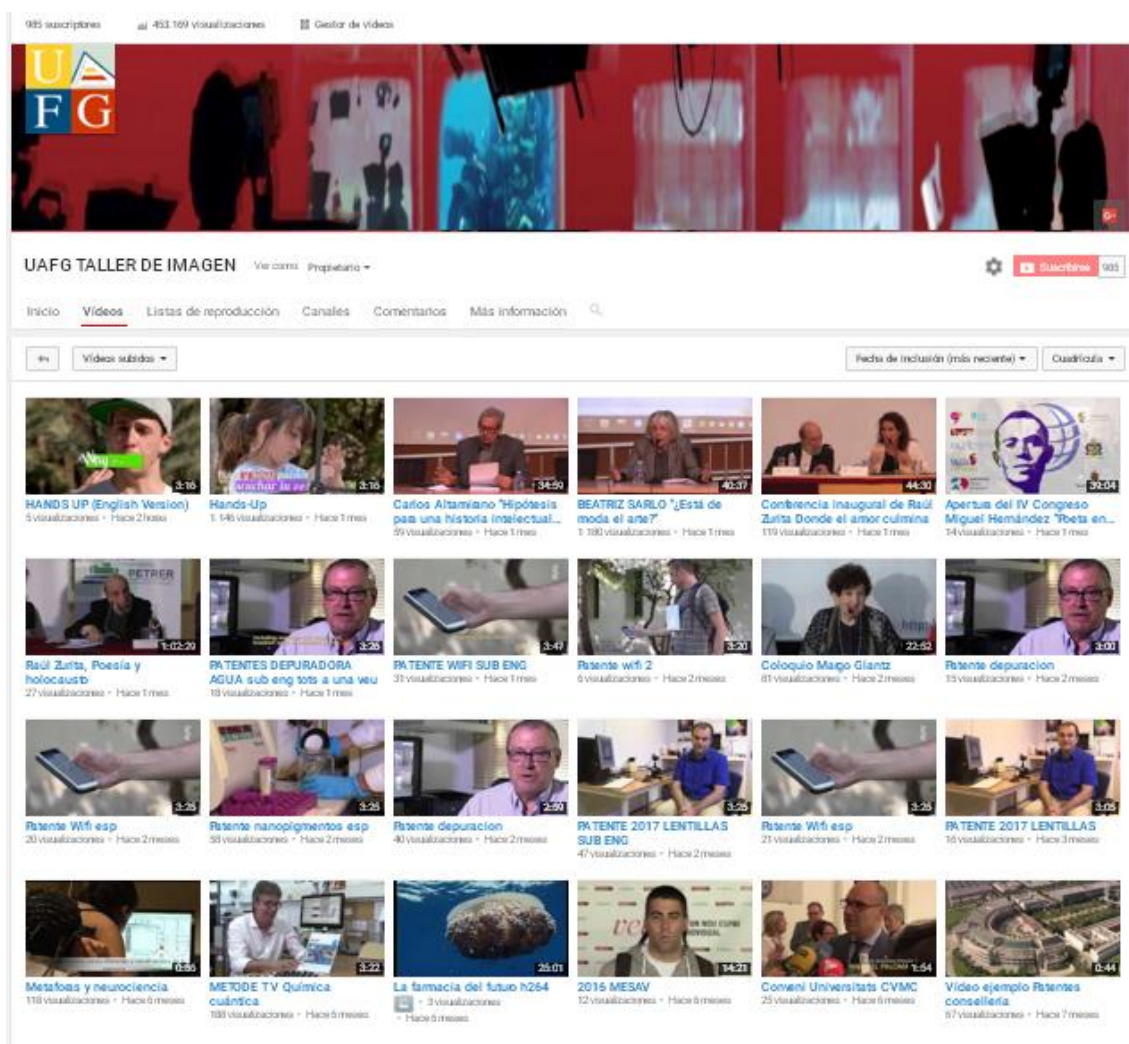 985 suscriptores 453.169 visualizaciones Gestor de vídeos
U
F G
UAFG TALLER DE IMAGEN Ver como: Propietario
Suscribirse 985
Inicio Vídeos Listas de reproducción Canales Comentarios Más información
Vídeos subidos Fecha de inclusión (más reciente) Cuadrícula
3:16 3:16 34:59 40:37 44:30 39:04
HANDS UP (English Version)
5 visualizaciones • Hace 2 horas
Hands-Up
1.146 visualizaciones • Hace 1 mes
Carlos Altamirano "Hipótesis
para una historia intelectual...
59 visualizaciones • Hace 1 mes
BEATRIZ SARLO "¿Está de
moda el arte?"
1.180 visualizaciones • Hace 1 mes
Conferencia inaugural de Raúl
Zurita Donde el amor culmina
119 visualizaciones • Hace 1 mes
Apertura del IV Congreso
Miguel Hernández "Poeta en...
14 visualizaciones • Hace 1 mes
PETRER
1:02:29 3:26 3:47 3:20 22:52 3:00
Raúl Zurita, Poesía y
holocausto
27 visualizaciones • Hace 1 mes
PATENTES DEPURADORA
AGUA sub eng tots a una veu
18 visualizaciones • Hace 1 mes
PATENTE WIFI SUB ENG
31 visualizaciones • Hace 1 mes
Patente wifi 2
6 visualizaciones • Hace 2 meses
Coloquio Margo Glantz
81 visualizaciones • Hace 2 meses
Patente depuracion
15 visualizaciones • Hace 2 meses
3:25 3:25 2:59 3:25 3:25 3:05
Patente Wifi esp
20 visualizaciones • Hace 2 meses
Patente nanopigmentos esp
58 visualizaciones • Hace 2 meses
Patente depuracion
40 visualizaciones • Hace 2 meses
PATENTE 2017 LENTILLAS
SUB ENG
47 visualizaciones • Hace 2 meses
Patente Wifi esp
21 visualizaciones • Hace 2 meses
PATENTE 2017 LENTILLAS
16 visualizaciones • Hace 3 meses
0:56 3:22 25:01 14:21 1:54 0:44
Metaforas y neurociencia
118 visualizaciones • Hace 6 meses
METODE TV Química
cuántica
188 visualizaciones • Hace 6 meses
La farmacia del futuro h264
• 3 visualizaciones
• Hace 6 meses
2016 MESAV
12 visualizaciones • Hace 6 meses
Conveni Universitats CVMC
25 visualizaciones • Hace 6 meses
Video ejemplo Patentes
conselleria
67 visualizaciones • Hace 7 meses